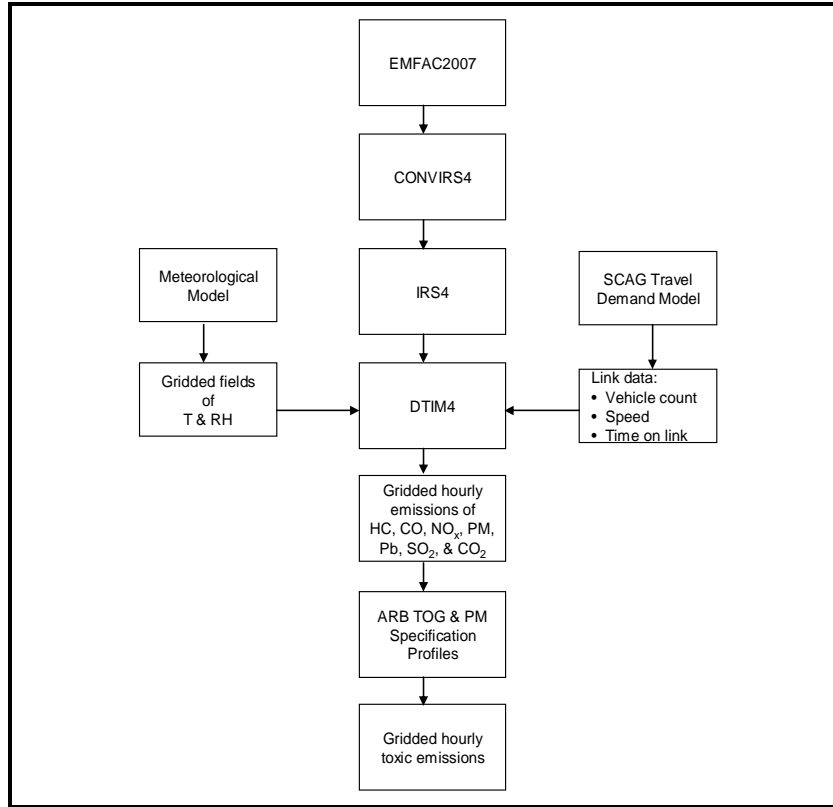 EMFAC2007
CONVIRS4
Meteorological
Model
IRS4
SCAG Travel
Demand Model
Gridded fields
of
T & RH
DTIM4
Link data:
• Vehicle count
• Speed
• Time on link
Gridded hourly
emissions of
HC, CO, NOx, PM,
Pb, SO2, & CO2
ARB TOG & PM
Specification
Profiles
Gridded hourly
toxic emissions